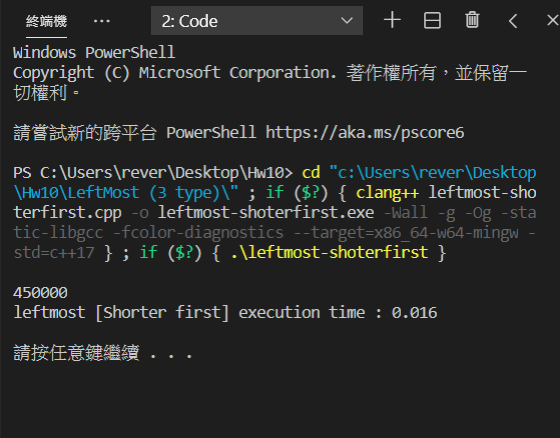 終端機 ··· 2: Code
Windows PowerShell
Copyright (C) Microsoft Corporation. 著作權所有，並保留一
切權利。
請嘗試新的跨平台 PowerShell https://aka.ms/pscore6
PS C:\Users\rever\Desktop\Hw10> cd "c:\Users\rever\Desktop
\Hw10\LeftMost (3 type)\" ; if ($?) { clang++ leftmost-sho
terfirst.cpp -o leftmost-shoterfirst.exe -Wall -g -Og -sta
tic-libgcc -fcolor-diagnostics --target=x86_64-w64-mingw -
std=c++17 } ; if ($?) { .\leftmost-shoterfirst }
450000
leftmost [Shorter first] execution time : 0.016
請按任意鍵繼續 . . .